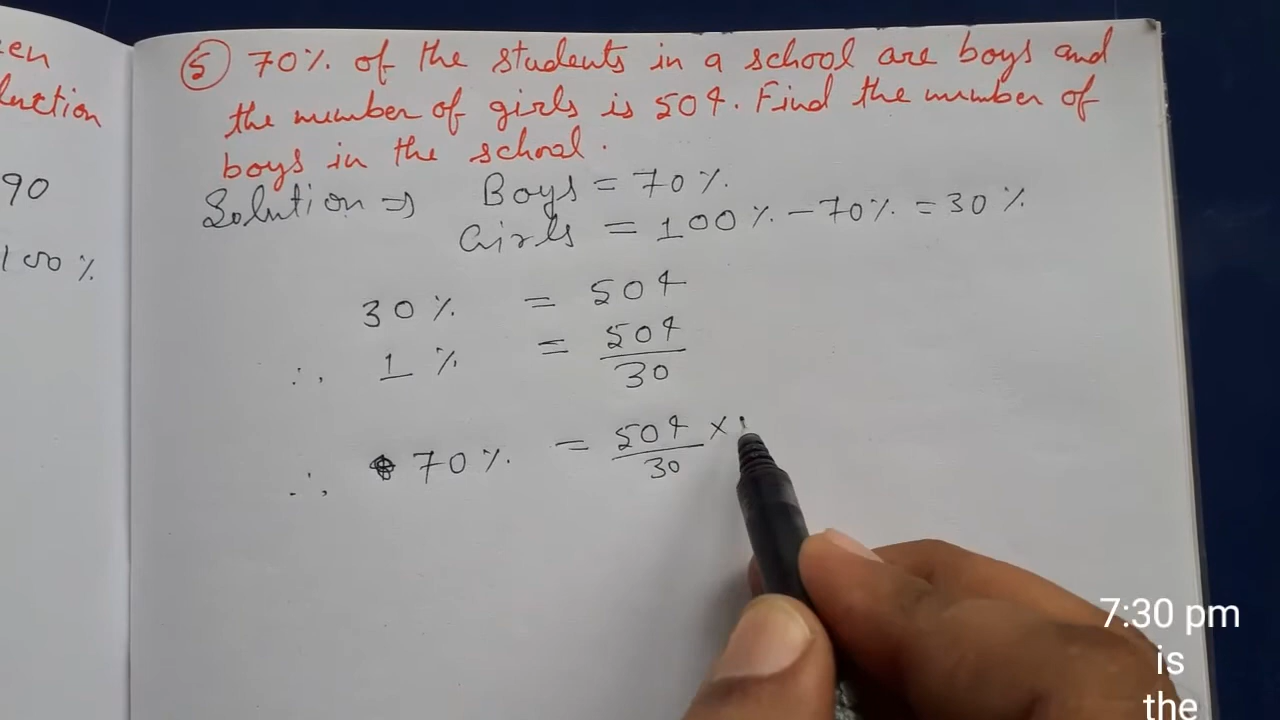 een
luction
90
100%
⑤ 70% of the students in a school are boys and
the number of girls is 504. Find the number of
boys in the school.
Solution ⇒ Boys = 70%.
Girls = 100% - 70% = 30%
30% = 504
∴ 1% = 504/30
∴ 70% = 504/30 ×
7:30 pm
is
the